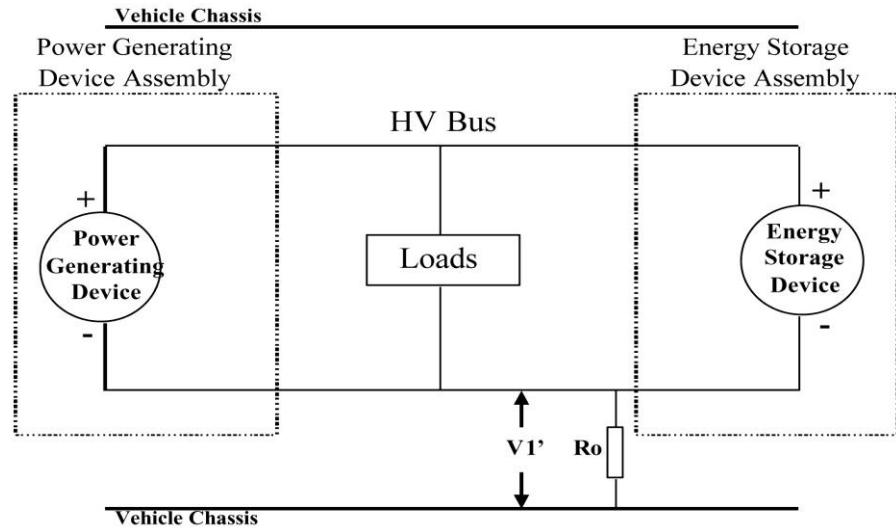 Vehicle Chassis
Power Generating
Device Assembly
Energy Storage
Device Assembly
HV Bus
+
+
Power
Generating
Device
Loads
Energy
Storage
Device
-
-
V1’
Ro
Vehicle Chassis